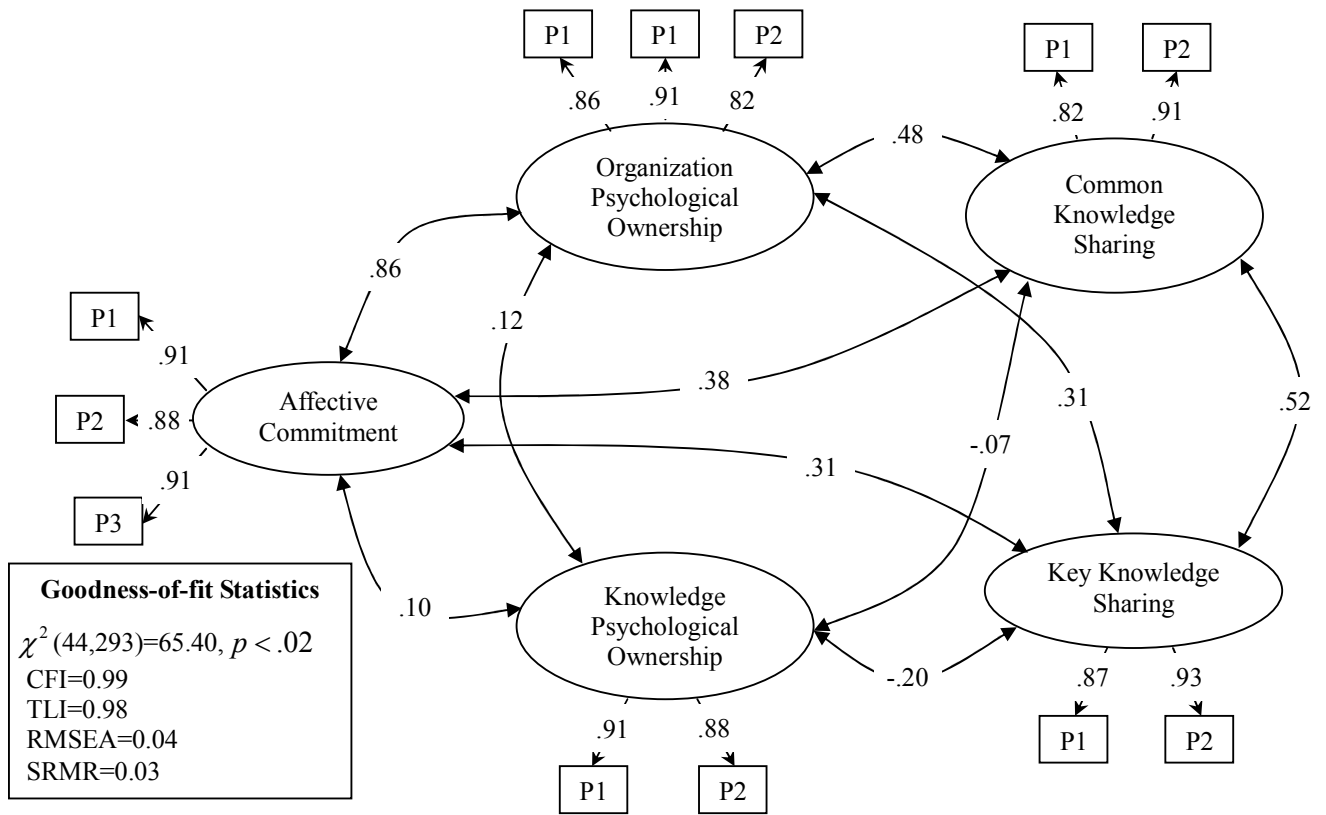 P1
P1
P2
P1
P2
.86
.91
82
.82
.91
.48
Organization
Psychological
Ownership
Common
Knowledge
Sharing
.86
P1
.91
.12
.38
.31
.52
P2
.88
Affective
Commitment
-.07
.31
.91
P3
Goodness-of-fit Statistics
χ² (44,293)=65.40, p < .02
CFI=0.99
TLI=0.98
RMSEA=0.04
SRMR=0.03
.10
Knowledge
Psychological
Ownership
Key Knowledge
Sharing
-.20
.91
.88
.87
.93
P1
P2
P1
P2